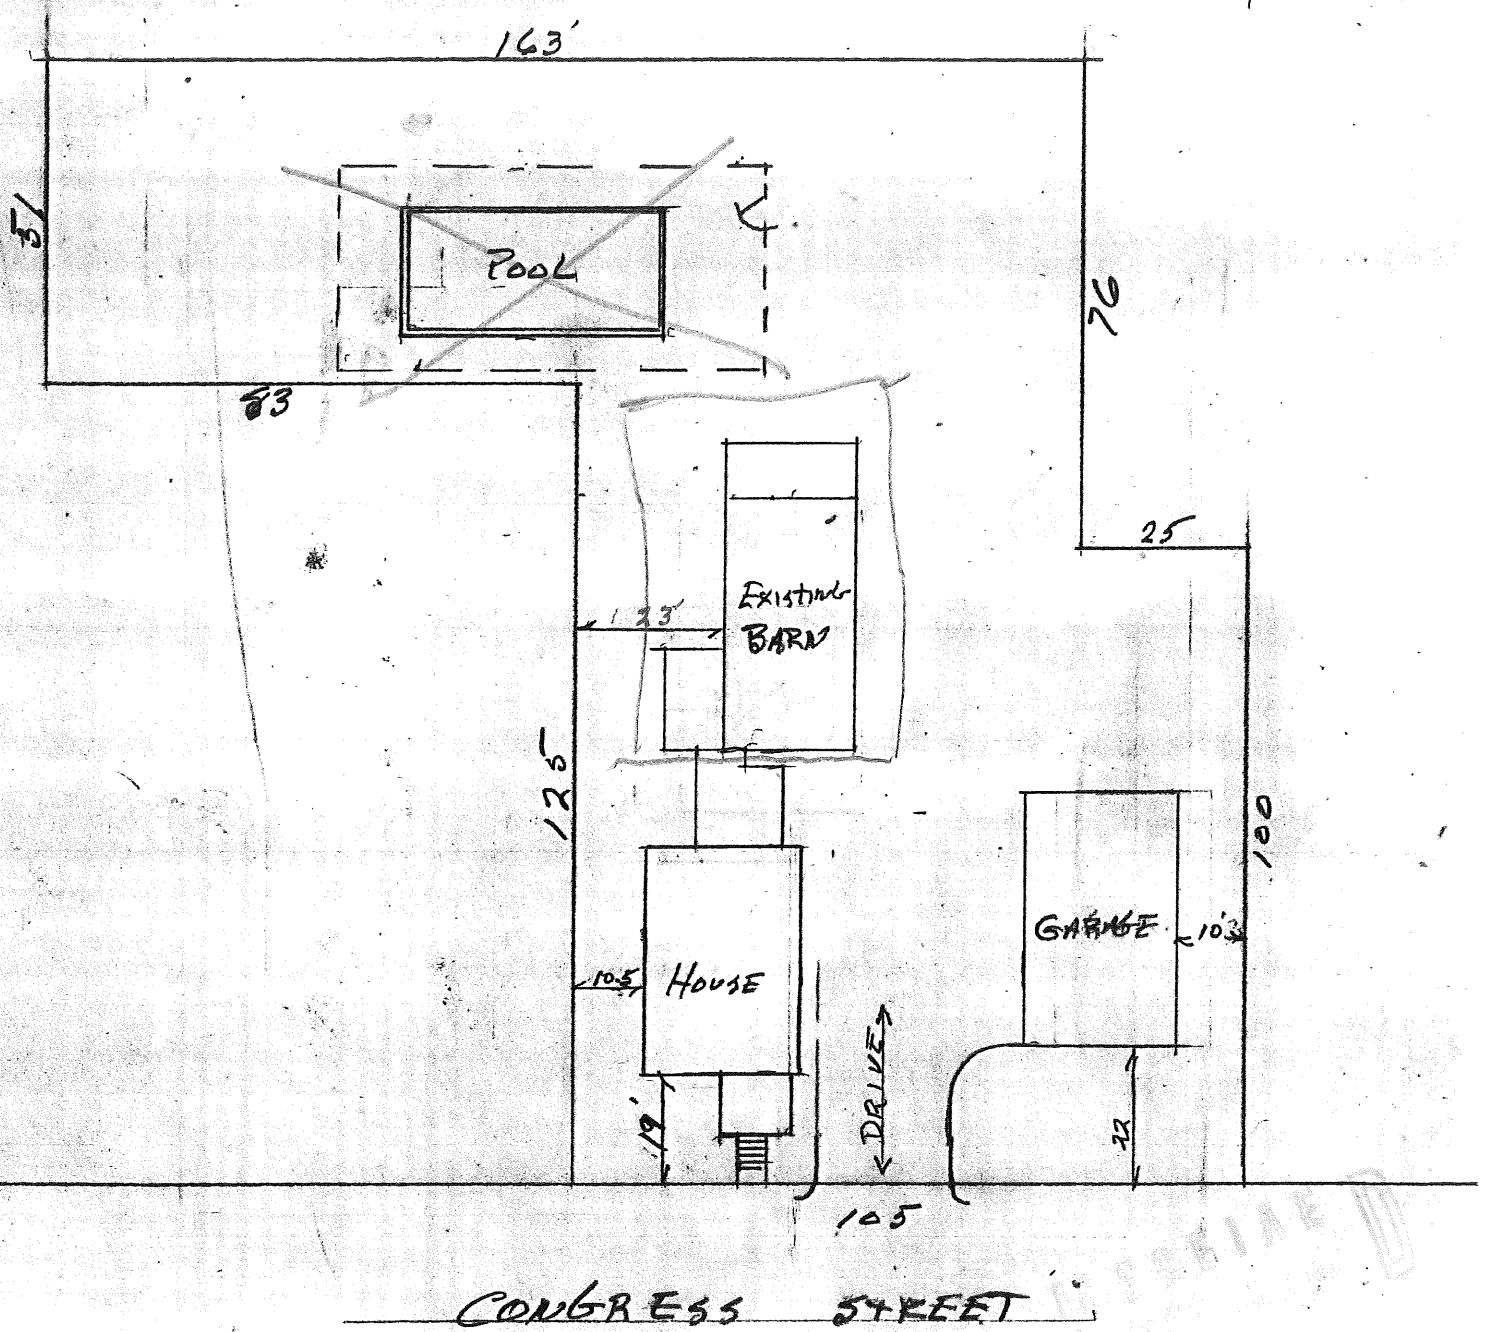 163'
51
POOL
76
83
25
EXISTING
BARN
23'
125
100
GARAGE
10'3
10.5
HOUSE
DRIVE
19'
22
105
CONGRESS STREET